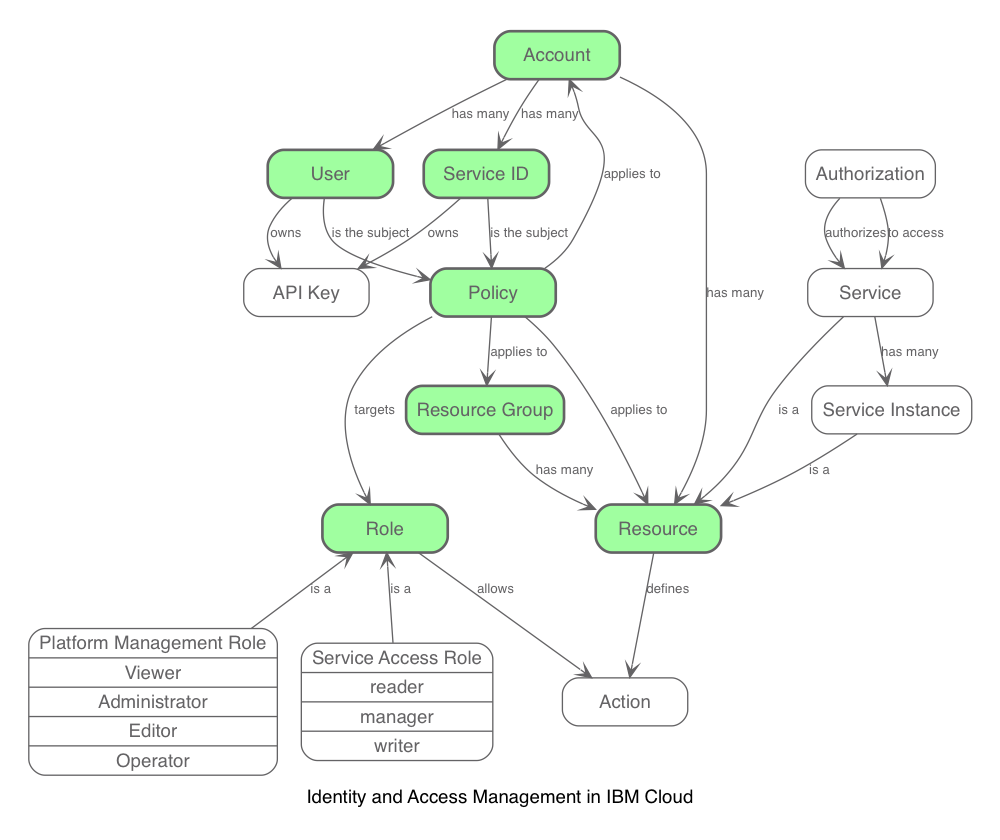 Account
has many
has many
User
Service ID
applies to
Authorization
owns
is the subject
owns
is the subject
authorizes
to access
API Key
Policy
has many
Service
applies to
has many
targets
Resource Group
applies to
is a
Service Instance
has many
is a
Role
Resource
is a
is a
allows
defines
Platform Management Role
Viewer
Administrator
Editor
Operator
Service Access Role
reader
manager
writer
Action
Identity and Access Management in IBM Cloud